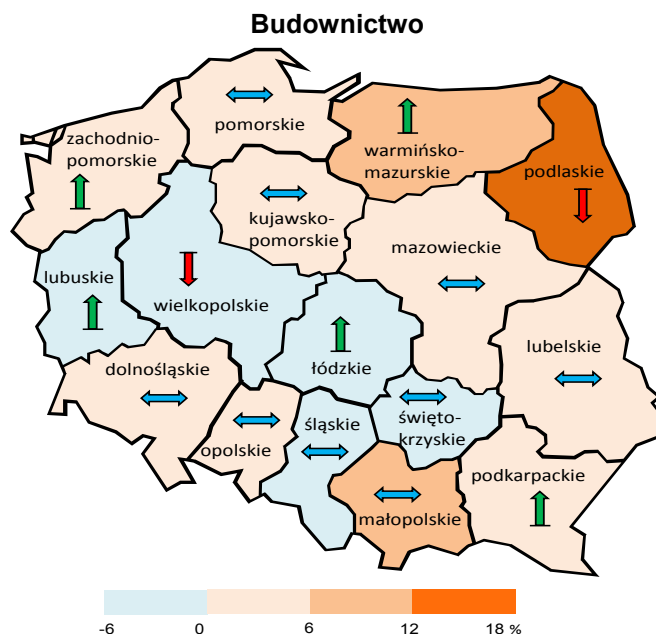 Budownictwo
pomorskie
zachodnio-
pomorskie
warmińsko-
mazurskie
podlaskie
kujawsko-
pomorskie
mazowieckie
lubuskie
wielkopolskie
łódzkie
lubelskie
dolnośląskie
opolskie
śląskie
święto-
krzyskie
podkarpackie
małopolskie
-6 0 6 12 18 %